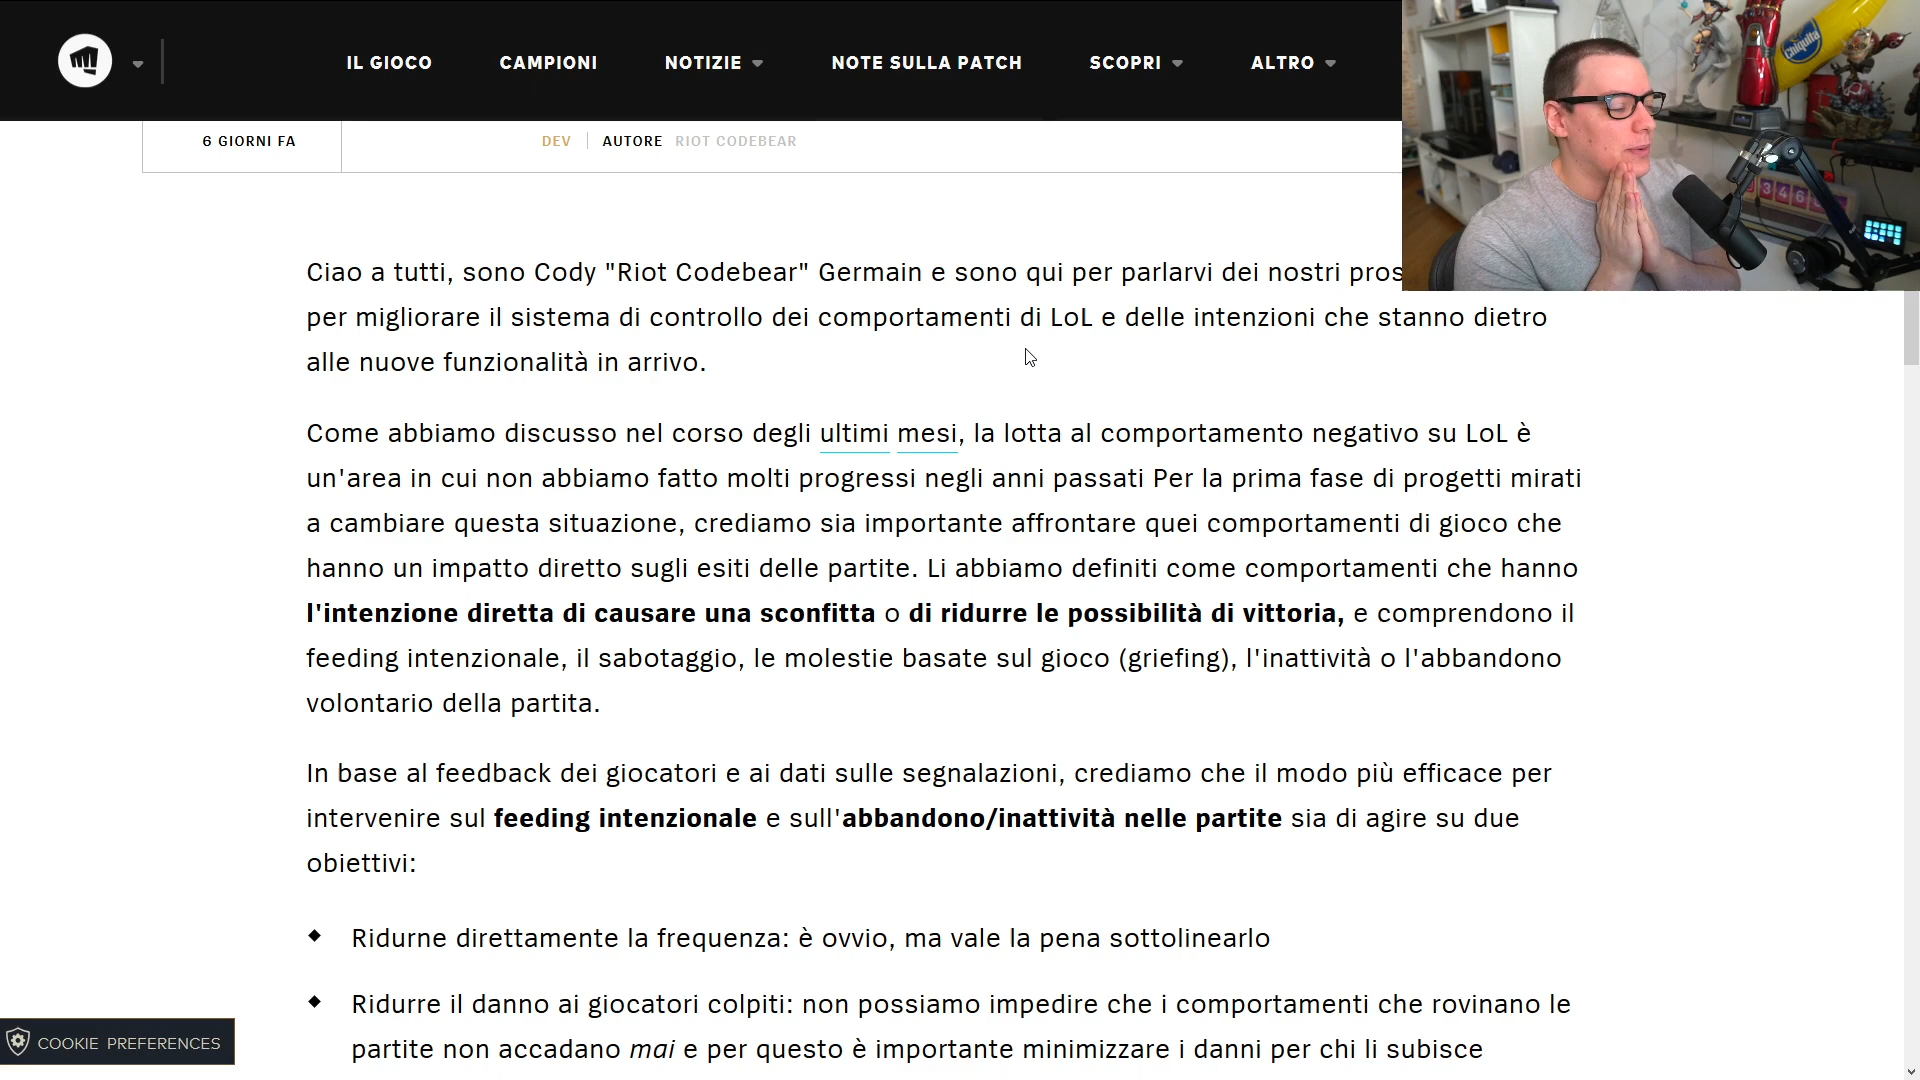 IL GIOCO
CAMPIONI
NOTIZIE
NOTE SULLA PATCH
SCOPRI
ALTRO
Chiquita
6 GIORNI FA
DEV
AUTORE RIOT CODEBEAR
Ciao a tutti, sono Cody "Riot Codebear" Germain e sono qui per parlarvi dei nostri
per migliorare il sistema di controllo dei comportamenti di LoL e delle intenzioni che stanno dietro
alle nuove funzionalità in arrivo.
Come abbiamo discusso nel corso degli ultimi mesi, la lotta al comportamento negativo su LoL è
un'area in cui non abbiamo fatto molti progressi negli anni passati Per la prima fase di progetti mirati
a cambiare questa situazione, crediamo sia importante affrontare quei comportamenti di gioco che
hanno un impatto diretto sugli esiti delle partite. Li abbiamo definiti come comportamenti che hanno
l'intenzione diretta di causare una sconfitta o di ridurre le possibilità di vittoria, e comprendono il
feeding intenzionale, il sabotaggio, le molestie basate sul gioco (griefing), l'inattività o l'abbandono
volontario della partita.
In base al feedback dei giocatori e ai dati sulle segnalazioni, crediamo che il modo più efficace per
intervenire sul feeding intenzionale e sull'abbandono/inattività nelle partite sia di agire su due
obiettivi:
Ridurne direttamente la frequenza: è ovvio, ma vale la pena sottolinearlo
Ridurre il danno ai giocatori colpiti: non possiamo impedire che i comportamenti che rovinano le
partite non accadano mai e per questo è importante minimizzare i danni per chi li subisce
COOKIE PREFERENCES